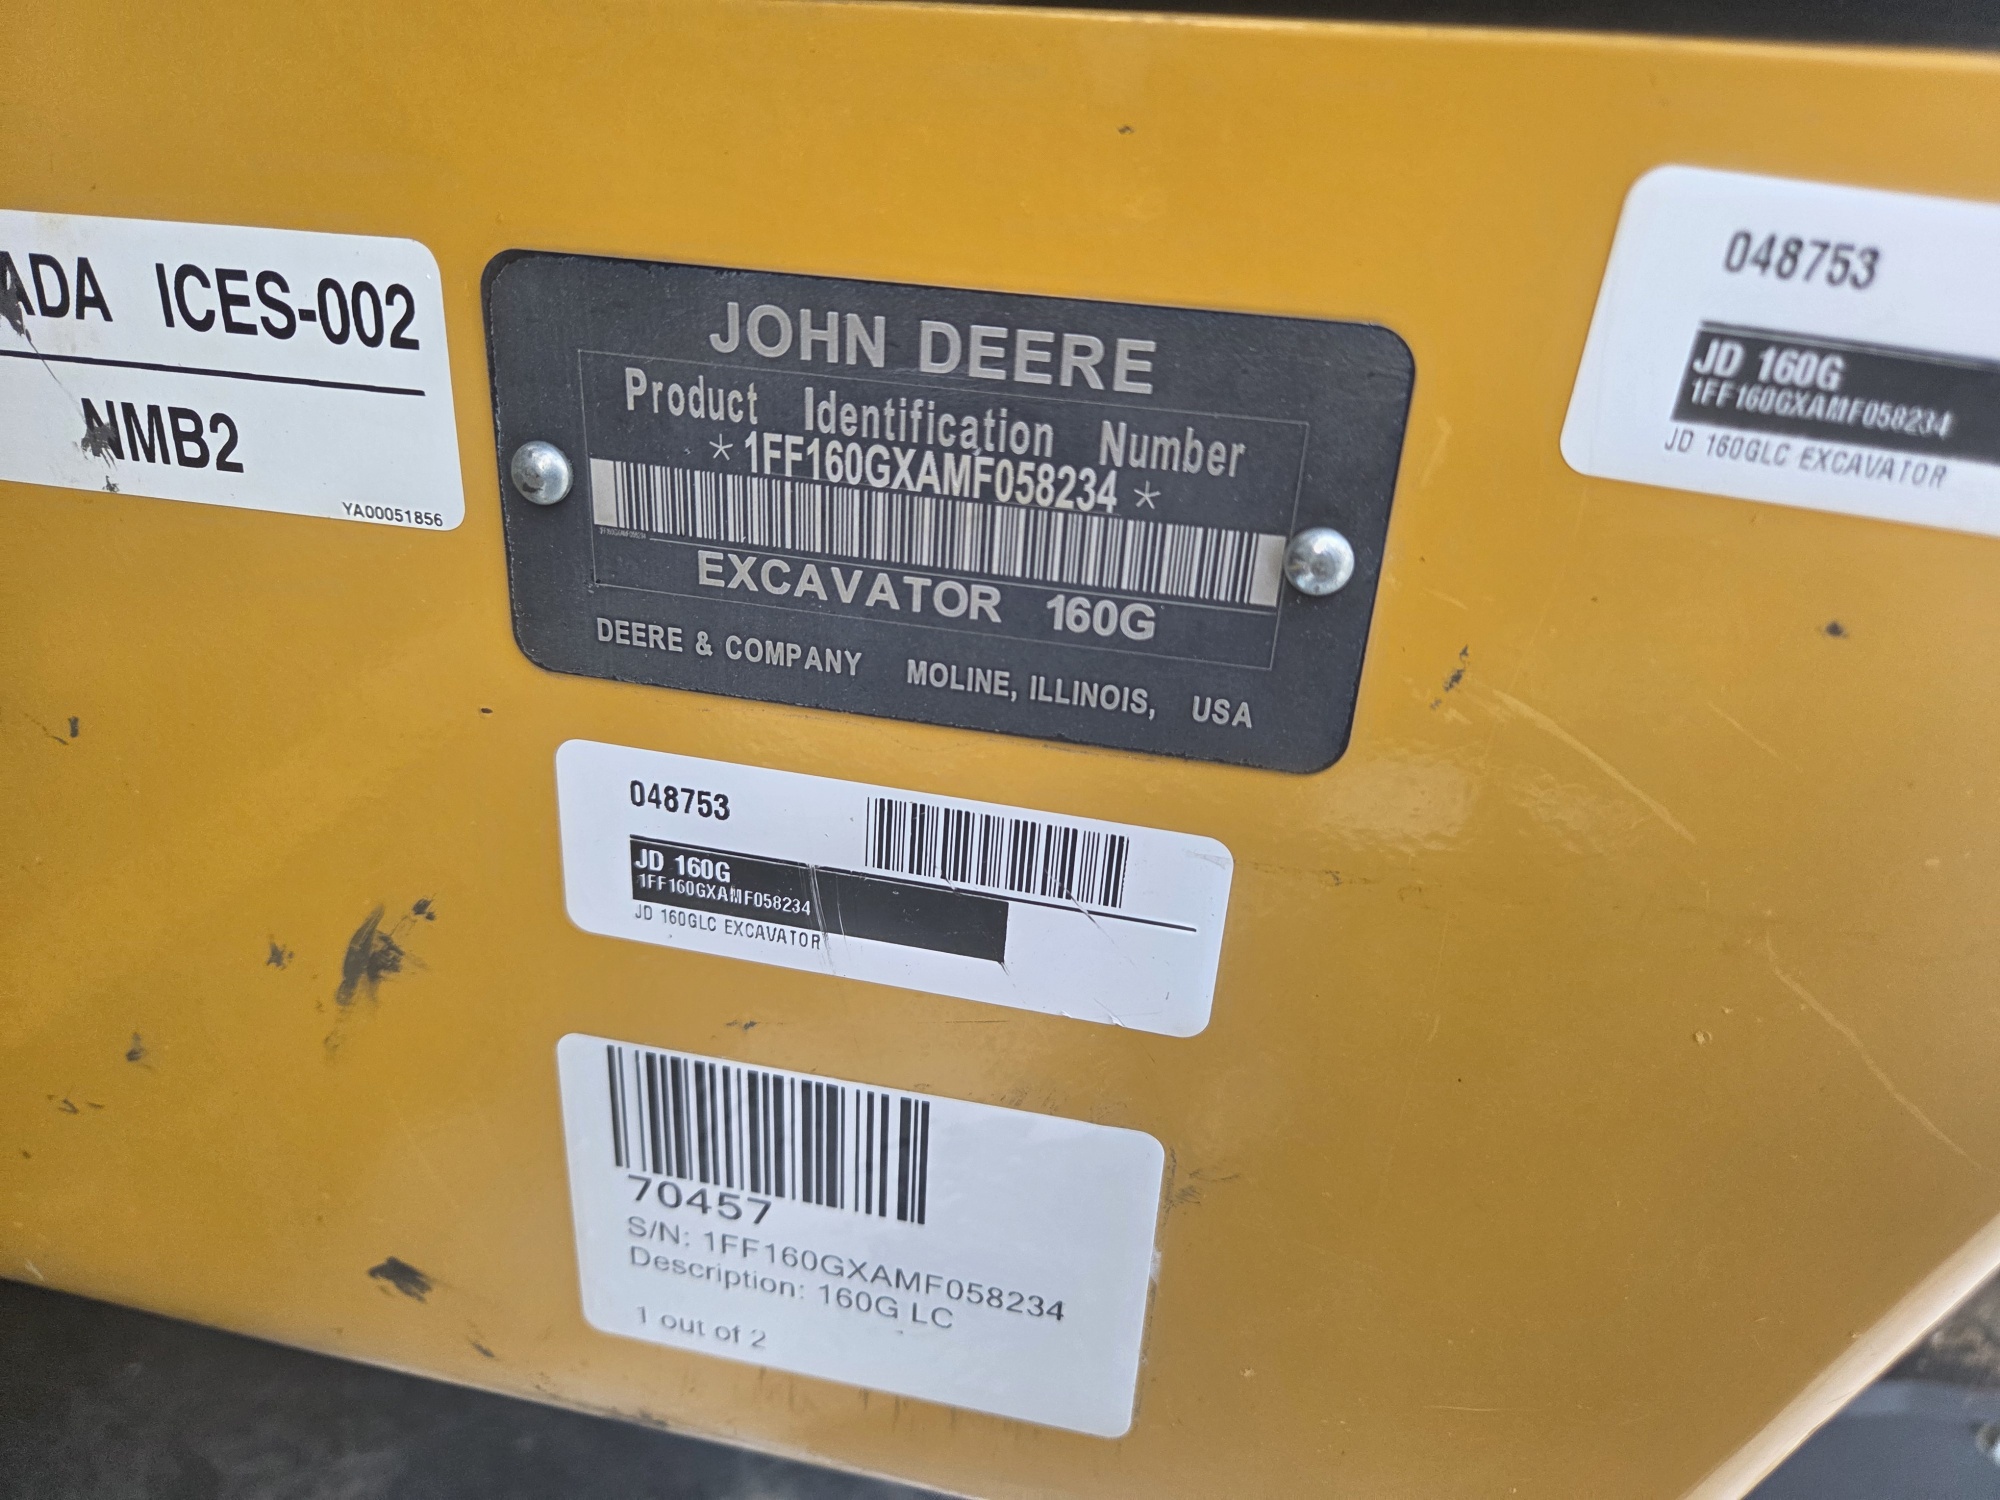 ADA ICES-002
NMB2
YA00051856
JOHN DEERE
Product Identification Number
*1FF160GXAMF058234*
EXCAVATOR 160G
DEERE & COMPANY MOLINE, ILLINOIS, USA
048753
JD 160G
1FF160GXAMF058234
JD 160GLC EXCAVATOR
048753
JD 160G
1FF160GXAMF058234
JD 160GLC EXCAVATOR
70457
S/N: 1FF160GXAMF058234
Description: 160G LC
1 out of 2